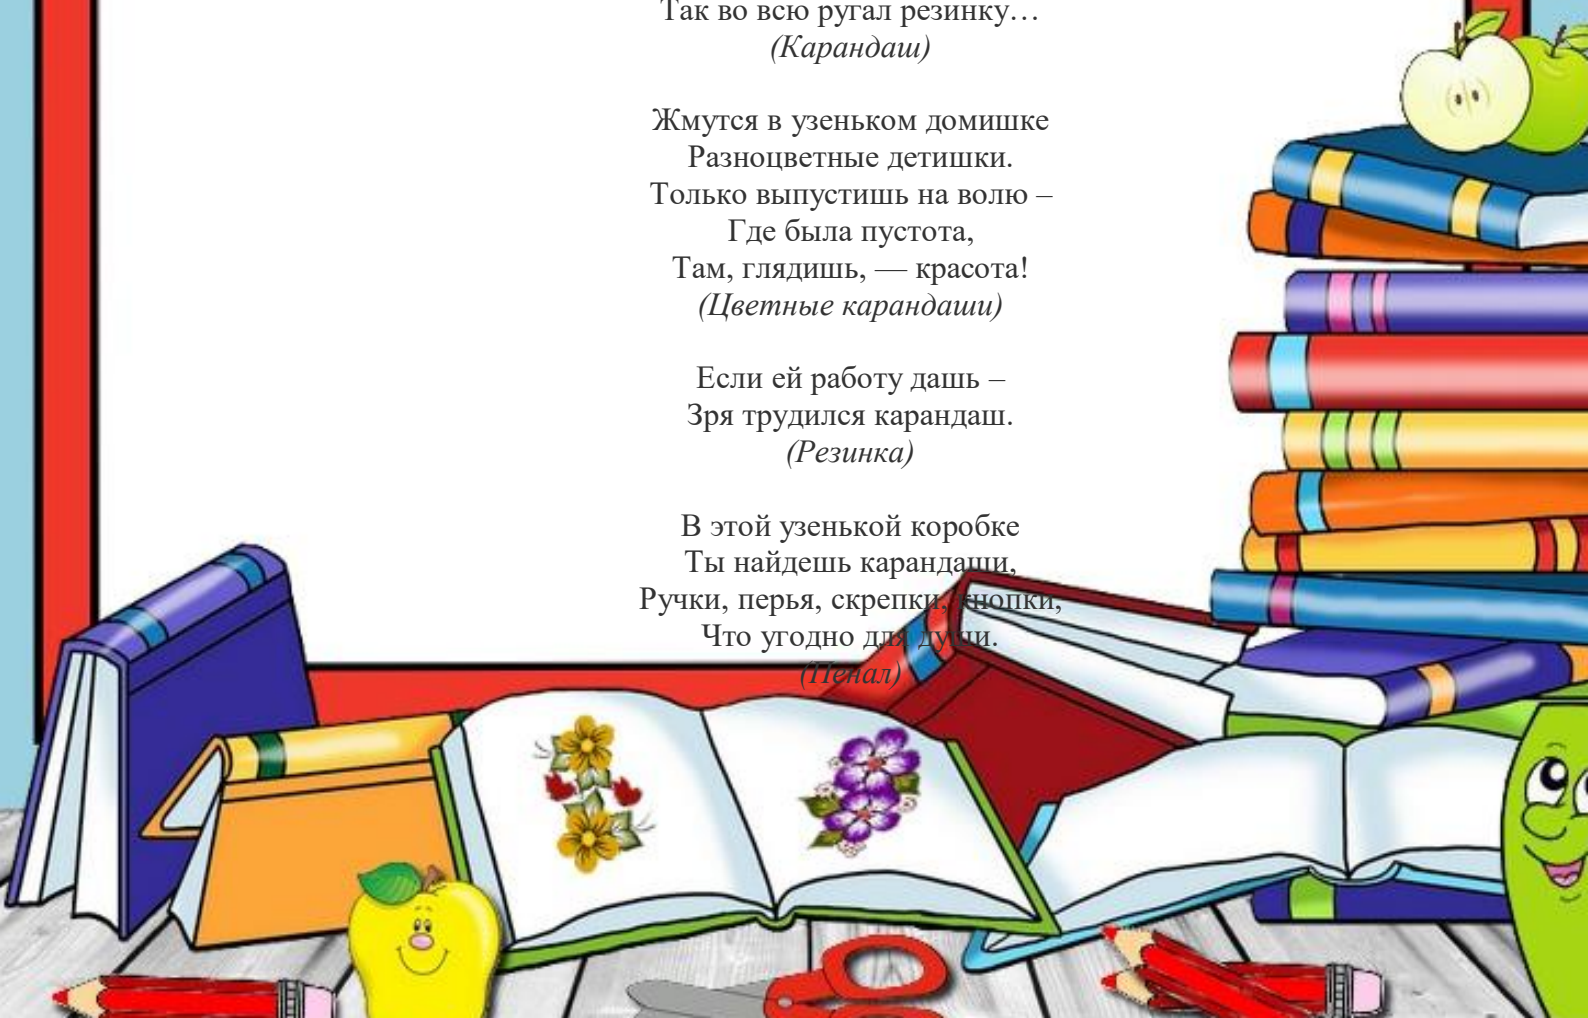 Так во всю ругал резинку…
(Карандаш)
Жмутся в узеньком домишке
Разноцветные детишки.
Только выпустишь на волю –
Где была пустота,
Там, глядишь, — красота!
(Цветные карандаши)
Если ей работу дашь –
Зря трудился карандаш.
(Резинка)
В этой узенькой коробке
Ты найдешь карандаши,
Ручки, перья, скрепки, кнопки,
Что угодно для души.
(Пенал)